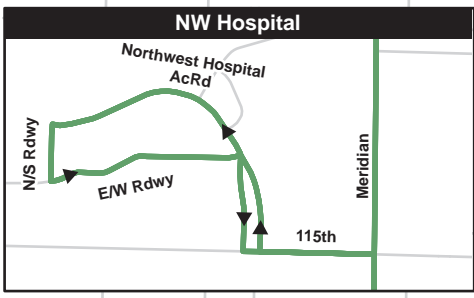 NW Hospital
Northwest Hospital
AcRd
N/S Rdwy
E/W Rdwy
Meridian
115th